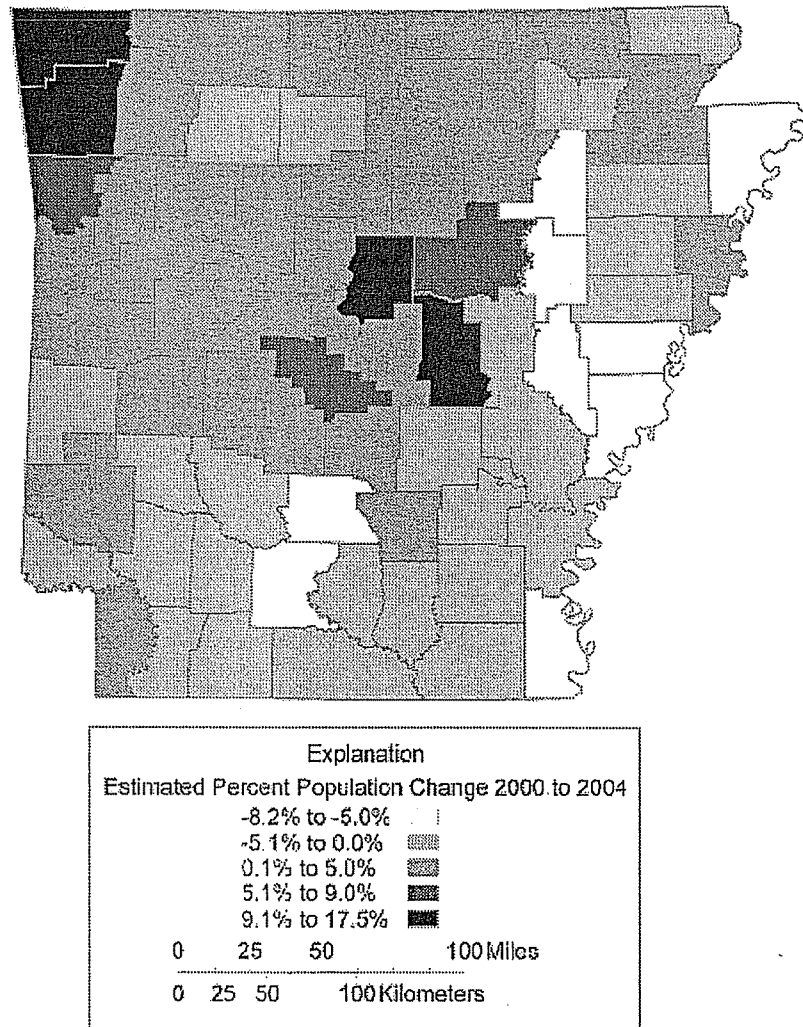 Explanation
Estimated Percent Population Change 2000 to 2004
-8.2% to -5.0%
-5.1% to 0.0%
0.1% to 5.0%
5.1% to 9.0%
9.1% to 17.5%
0 25 50 100 Miles
0 25 50 100 Kilometers